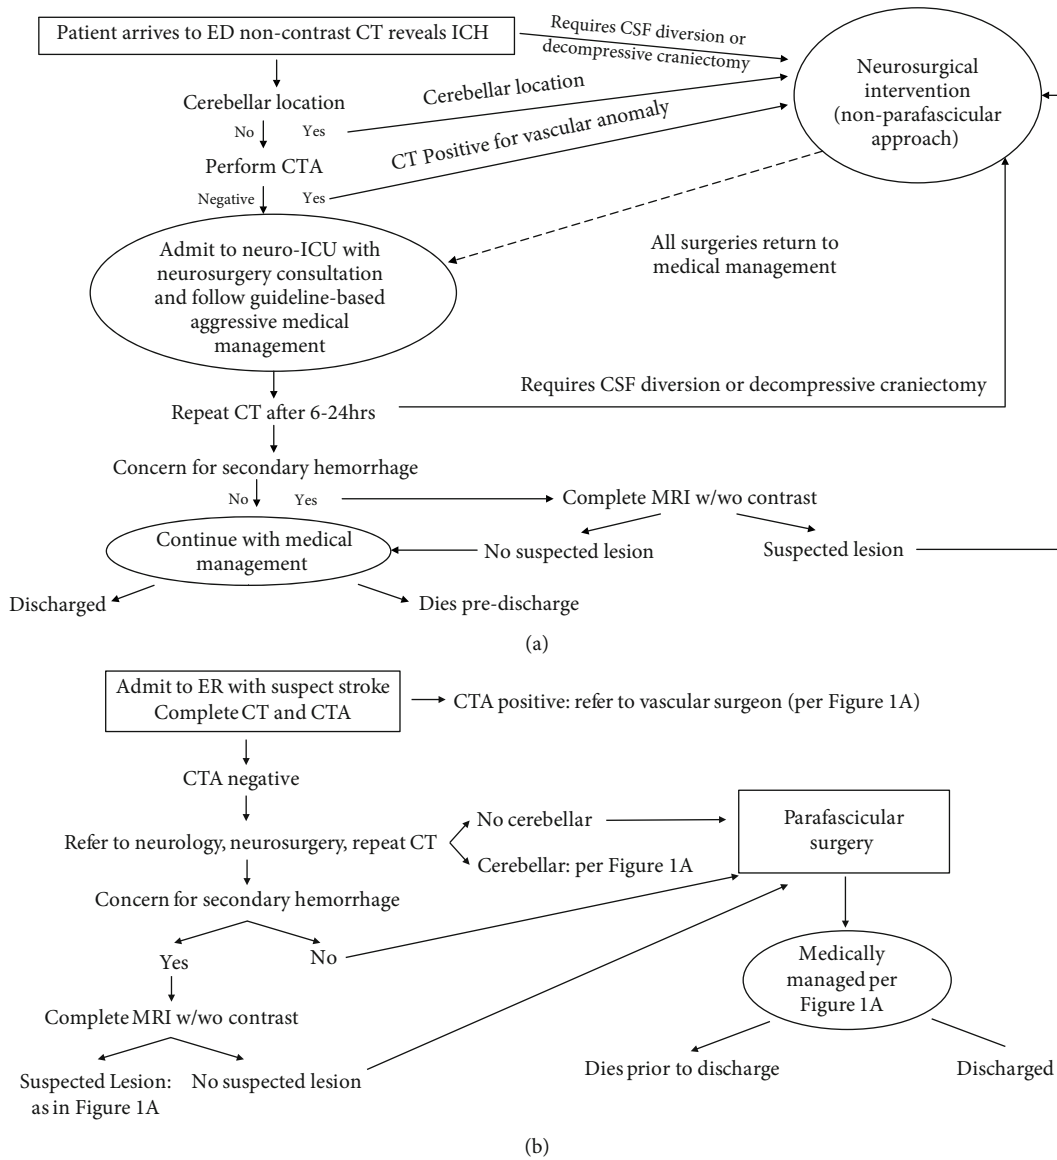 Patient arrives to ED non-contrast CT reveals ICH
Requires CSF diversion or
decompressive craniectomy
Neurosurgical
intervention
(non-parafascicular
approach)
Cerebellar location
Cerebellar location
No
Yes
CT Positive for vascular anomaly
Perform CTA
Negative
Yes
All surgeries return to
medical management
Admit to neuro-ICU with
neurosurgery consultation
and follow guideline-based
aggressive medical
management
Requires CSF diversion or decompressive craniectomy
Repeat CT after 6-24hrs
Concern for secondary hemorrhage
No
Yes
Complete MRI w/wo contrast
Continue with medical
management
No suspected lesion
Suspected lesion
Discharged
Dies pre-discharge
(a)
Admit to ER with suspect stroke
Complete CT and CTA
CTA positive: refer to vascular surgeon (per Figure 1A)
CTA negative
Refer to neurology, neurosurgery, repeat CT
No cerebellar
Cerebellar: per Figure 1A
Parafascicular
surgery
Concern for secondary hemorrhage
Yes
No
Medically
managed per
Figure 1A
Complete MRI w/wo contrast
Suspected Lesion:
as in Figure 1A
No suspected lesion
Dies prior to discharge
Discharged
(b)